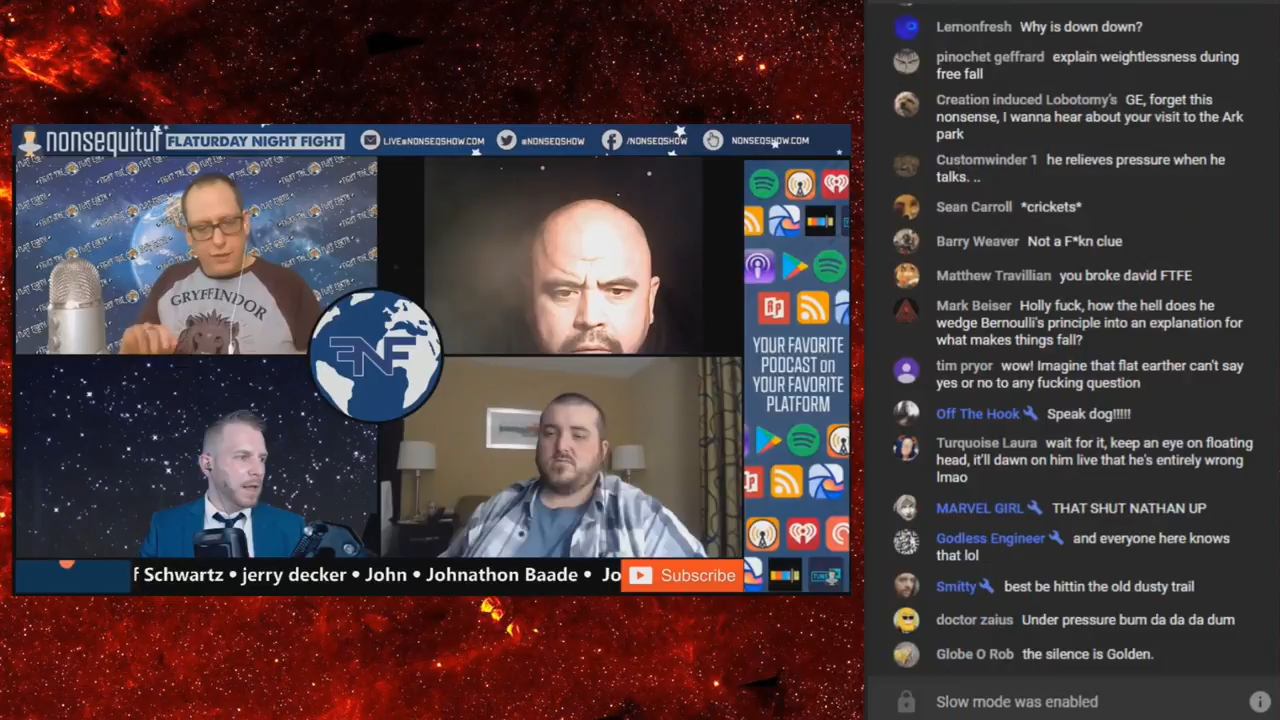 nonsequitur FLATURDAY NIGHT FIGHT LIVE@NONSEQSHOW.COM @NONSEQSHOW /NONSEQSHOW NONSEQSHOW.COM
GRYFFINDOR
FNF
YOUR FAVORITE
PODCAST on
YOUR FAVORITE
PLATFORM
f Schwartz • jerry decker • John • Johnathon Baade • Jo
Subscribe
Lemonfresh Why is down down?
pinochet geffrard explain weightlessness during
free fall
Creation induced Lobotomy's GE, forget this
nonsense, I wanna hear about your visit to the Ark
park
Customwinder 1 he relieves pressure when he
talks. ..
Sean Carroll *crickets*
Barry Weaver Not a F*kn clue
Matthew Travillian you broke david FTFE
Mark Beiser Holly fuck, how the hell does he
wedge Bernoulli's principle into an explanation for
what makes things fall?
tim pryor wow! Imagine that flat earther can't say
yes or no to any fucking question
Off The Hook Speak dog!!!!!
Turquoise Laura wait for it, keep an eye on floating
head, it'll dawn on him live that he's entirely wrong
lmao
MARVEL GIRL THAT SHUT NATHAN UP
Godless Engineer and everyone here knows
that lol
Smitty best be hittin the old dusty trail
doctor zaius Under pressure bum da da da dum
Globe O Rob the silence is Golden.
Slow mode was enabled